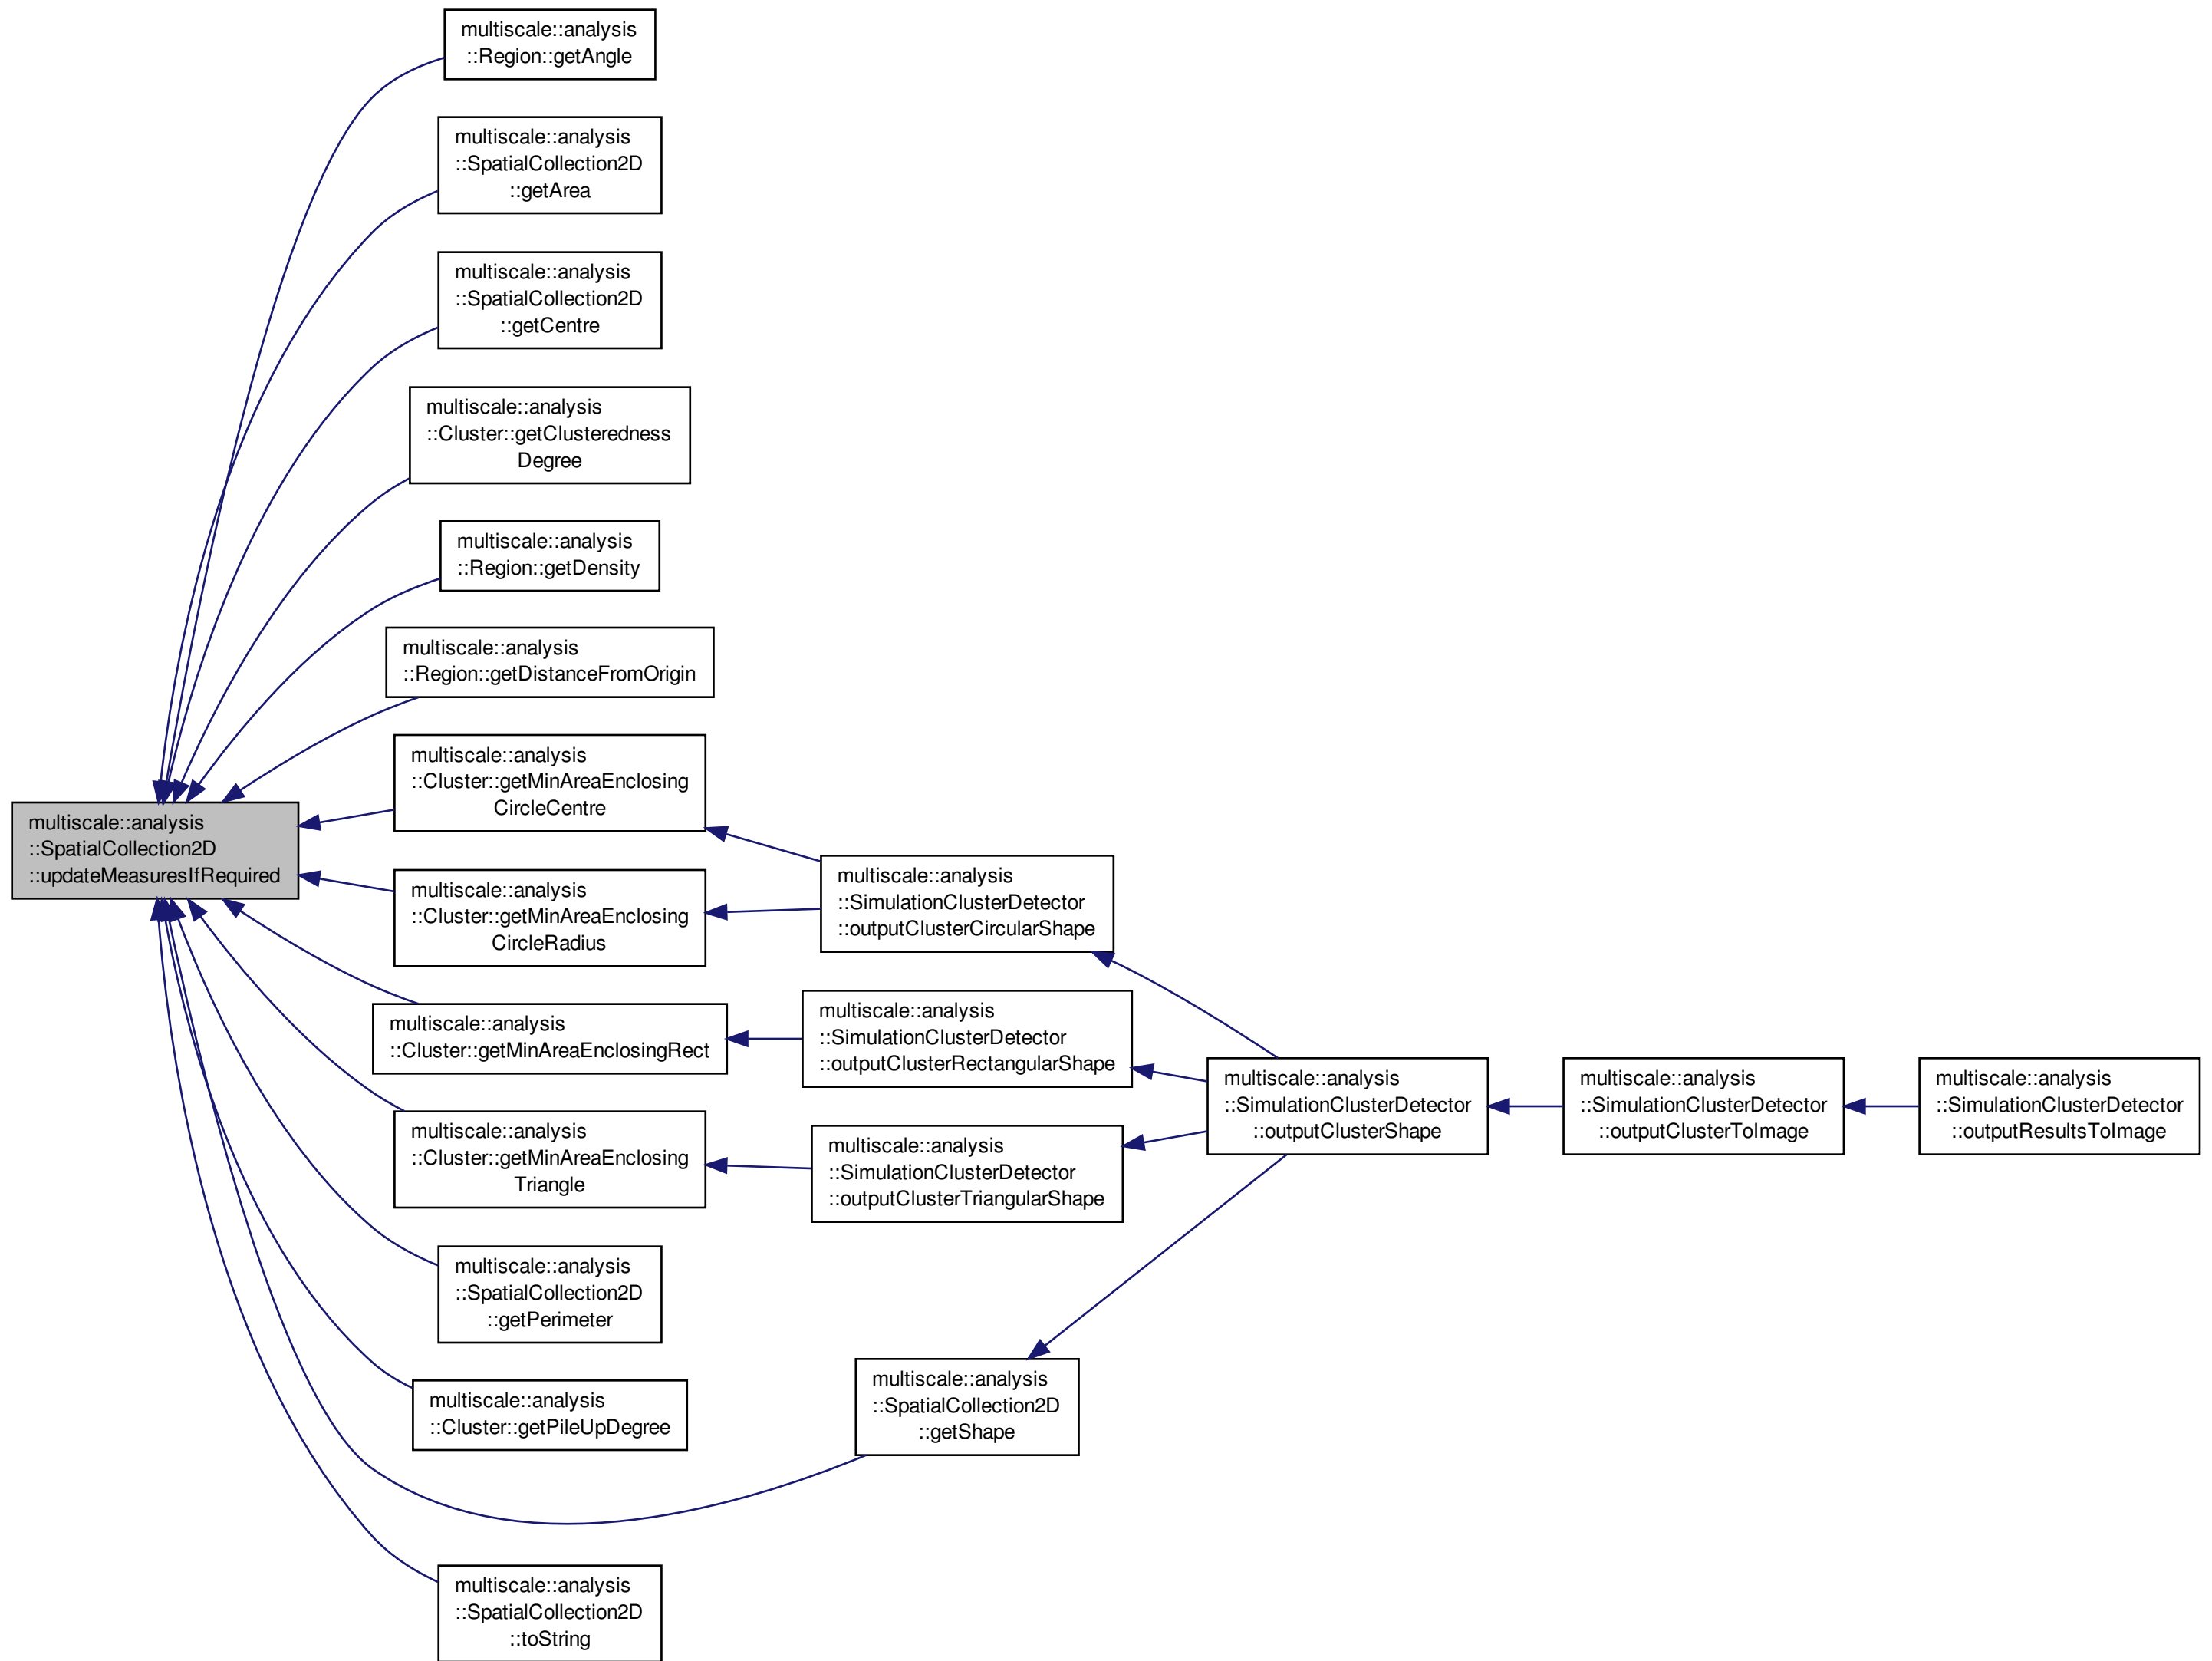 multiscale::analysis
::Region::getAngle
multiscale::analysis
::SpatialCollection2D
::getArea
multiscale::analysis
::SpatialCollection2D
::getCentre
multiscale::analysis
::Cluster::getClusteredness
Degree
multiscale::analysis
::Region::getDensity
multiscale::analysis
::Region::getDistanceFromOrigin
multiscale::analysis
::SpatialCollection2D
::updateMeasuresIfRequired
multiscale::analysis
::Cluster::getMinAreaEnclosing
CircleCentre
multiscale::analysis
::Cluster::getMinAreaEnclosing
CircleRadius
multiscale::analysis
::SimulationClusterDetector
::outputClusterCircularShape
multiscale::analysis
::Cluster::getMinAreaEnclosingRect
multiscale::analysis
::SimulationClusterDetector
::outputClusterRectangularShape
multiscale::analysis
::SimulationClusterDetector
::outputClusterShape
multiscale::analysis
::SimulationClusterDetector
::outputClusterToImage
multiscale::analysis
::SimulationClusterDetector
::outputResultsToImage
multiscale::analysis
::Cluster::getMinAreaEnclosing
Triangle
multiscale::analysis
::SimulationClusterDetector
::outputClusterTriangularShape
multiscale::analysis
::SpatialCollection2D
::getPerimeter
multiscale::analysis
::Cluster::getPileUpDegree
multiscale::analysis
::SpatialCollection2D
::getShape
multiscale::analysis
::SpatialCollection2D
::toString